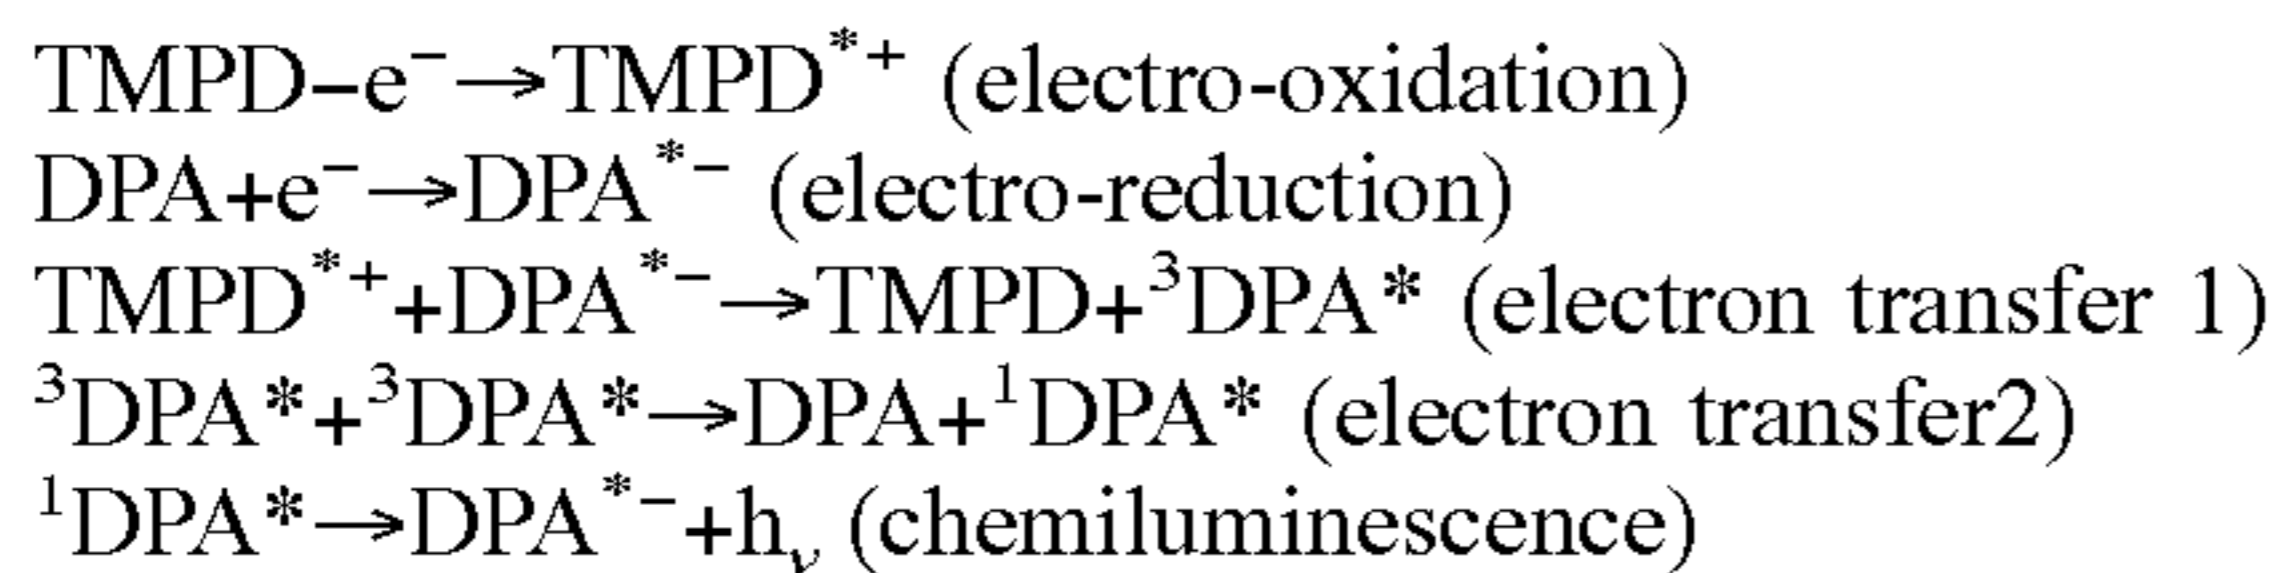 TMPD–e⁻→TMPD*⁺ (electro-oxidation)
DPA+e⁻→DPA*⁻ (electro-reduction)
TMPD*⁺+DPA*⁻→TMPD+³DPA* (electron transfer 1)
³DPA*+³DPA*→DPA+¹DPA* (electron transfer2)
¹DPA*→DPA*⁻+hᵥ (chemiluminescence)